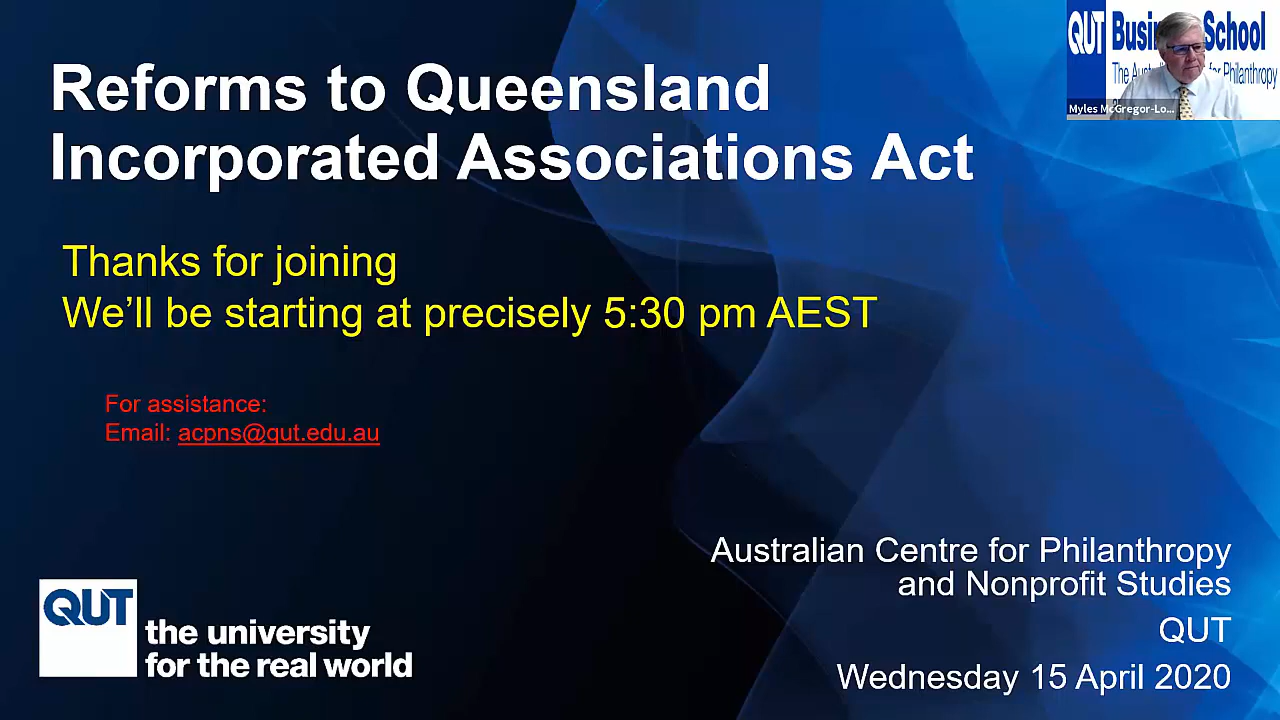 Reforms to Queensland
Incorporated Associations Act
QUT Business School
Myles McGregor-Lo...
Thanks for joining
We'll be starting at precisely 5:30 pm AEST
For assistance:
Email: acpns@qut.edu.au
Australian Centre for Philanthropy
and Nonprofit Studies
QUT
Wednesday 15 April 2020
QUT
the university
for the real world